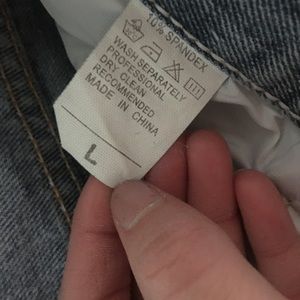 10% SPANDEX
WASH SEPARATELY
PROFESSIONAL
DRY CLEAN
RECOMMENDED
MADE IN CHINA
L